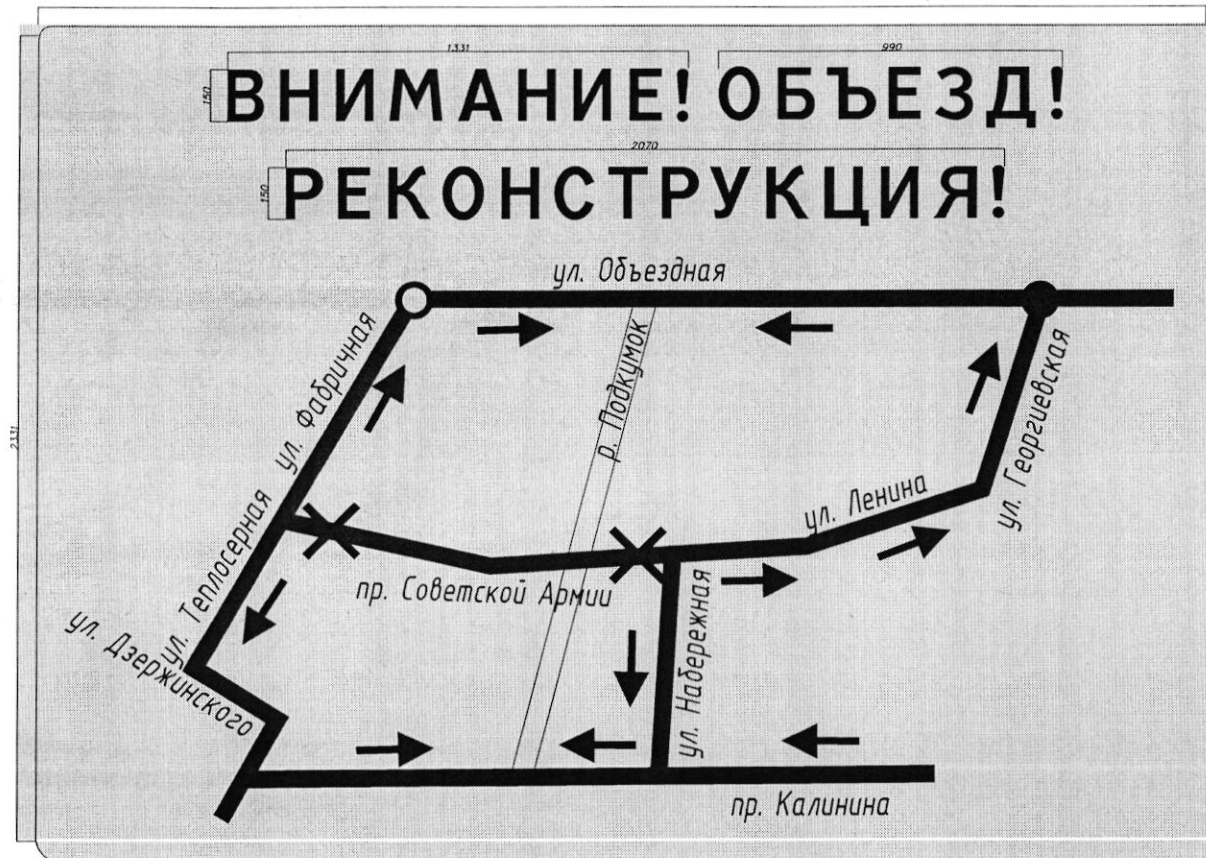 1331
990
150
ВНИМАНИЕ! ОБЪЕЗД!
2070
150
РЕКОНСТРУКЦИЯ!
ул. Объездная
ул. Фабричная
р. Подкумок
ул. Георгиевская
2331
ул. Ленина
ул. Теплосерная
пр. Советской Армии
ул. Набережная
ул. Дзержинского
пр. Калинина